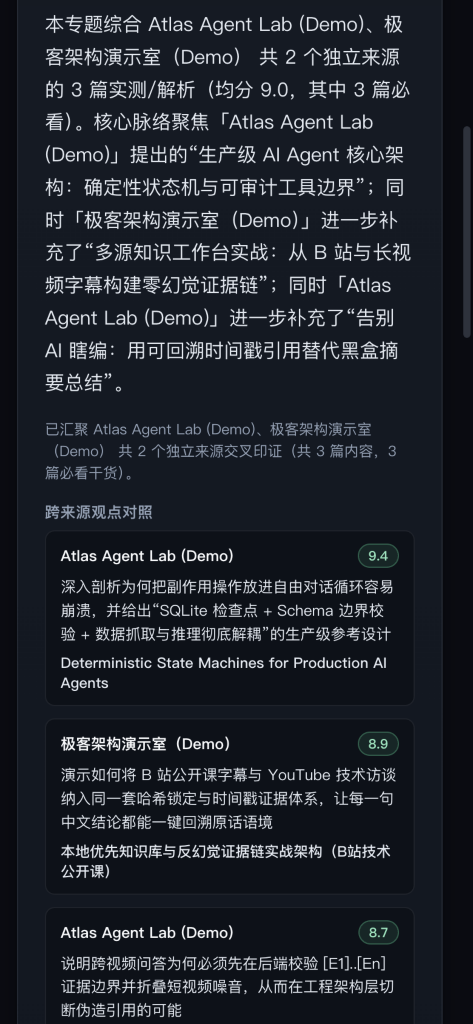 本专题综合 Atlas Agent Lab (Demo)、极
客架构演示室（Demo） 共 2 个独立来源
的 3 篇实测/解析（均分 9.0，其中 3 篇必
看）。核心脉络聚焦「Atlas Agent Lab
(Demo)」提出的“生产级 AI Agent 核心架
构：确定性状态机与可审计工具边界”；同
时「极客架构演示室（Demo）」进一步补
充了“多源知识工作台实战：从 B 站与长视
频字幕构建零幻觉证据链”；同时「Atlas
Agent Lab (Demo)」进一步补充了“告别
AI 瞎编：用可回溯时间戳引用替代黑盒摘
要总结”。
已汇聚 Atlas Agent Lab (Demo)、极客架构演示室
（Demo） 共 2 个独立来源交叉印证（共 3 篇内容，3
篇必看干货）。
跨来源观点对照
Atlas Agent Lab (Demo) 9.4
深入剖析为何把副作用操作放进自由对话循环容易
崩溃，并给出“SQLite 检查点 + Schema 边界校
验 + 数据抓取与推理彻底解耦”的生产级参考设计
Deterministic State Machines for Production AI
Agents
极客架构演示室（Demo） 8.9
演示如何将 B 站公开课字幕与 YouTube 技术访谈
纳入同一套哈希锁定与时间戳证据体系，让每一句
中文结论都能一键回溯原话语境
本地优先知识库与反幻觉证据链实战架构（B站技术
公开课）
Atlas Agent Lab (Demo) 8.7
说明跨视频问答为何必须先在后端校验 [E1]..[En]
证据边界并折叠短视频噪音，从而在工程架构层切
断伪造引用的可能